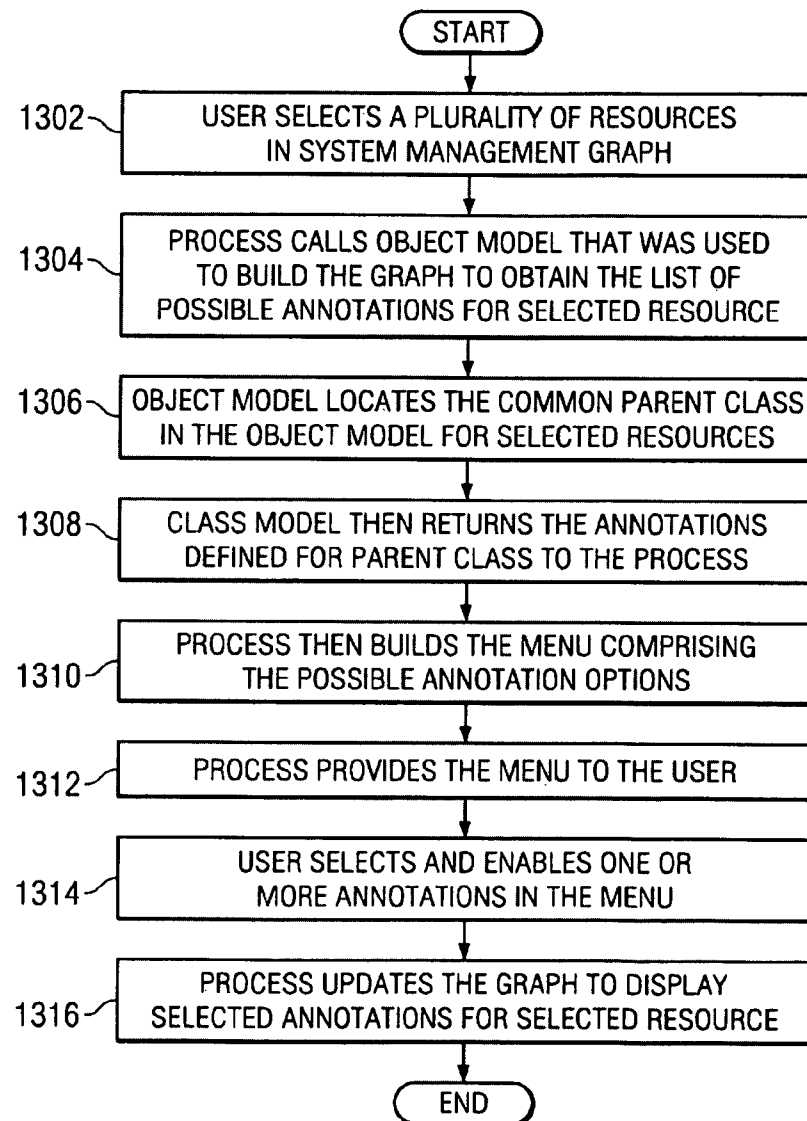 START
1302
USER SELECTS A PLURALITY OF RESOURCES
IN SYSTEM MANAGEMENT GRAPH
1304
PROCESS CALLS OBJECT MODEL THAT WAS USED
TO BUILD THE GRAPH TO OBTAIN THE LIST OF
POSSIBLE ANNOTATIONS FOR SELECTED RESOURCE
1306
OBJECT MODEL LOCATES THE COMMON PARENT CLASS
IN THE OBJECT MODEL FOR SELECTED RESOURCES
1308
CLASS MODEL THEN RETURNS THE ANNOTATIONS
DEFINED FOR PARENT CLASS TO THE PROCESS
1310
PROCESS THEN BUILDS THE MENU COMPRISING
THE POSSIBLE ANNOTATION OPTIONS
1312
PROCESS PROVIDES THE MENU TO THE USER
1314
USER SELECTS AND ENABLES ONE OR
MORE ANNOTATIONS IN THE MENU
1316
PROCESS UPDATES THE GRAPH TO DISPLAY
SELECTED ANNOTATIONS FOR SELECTED RESOURCE
END